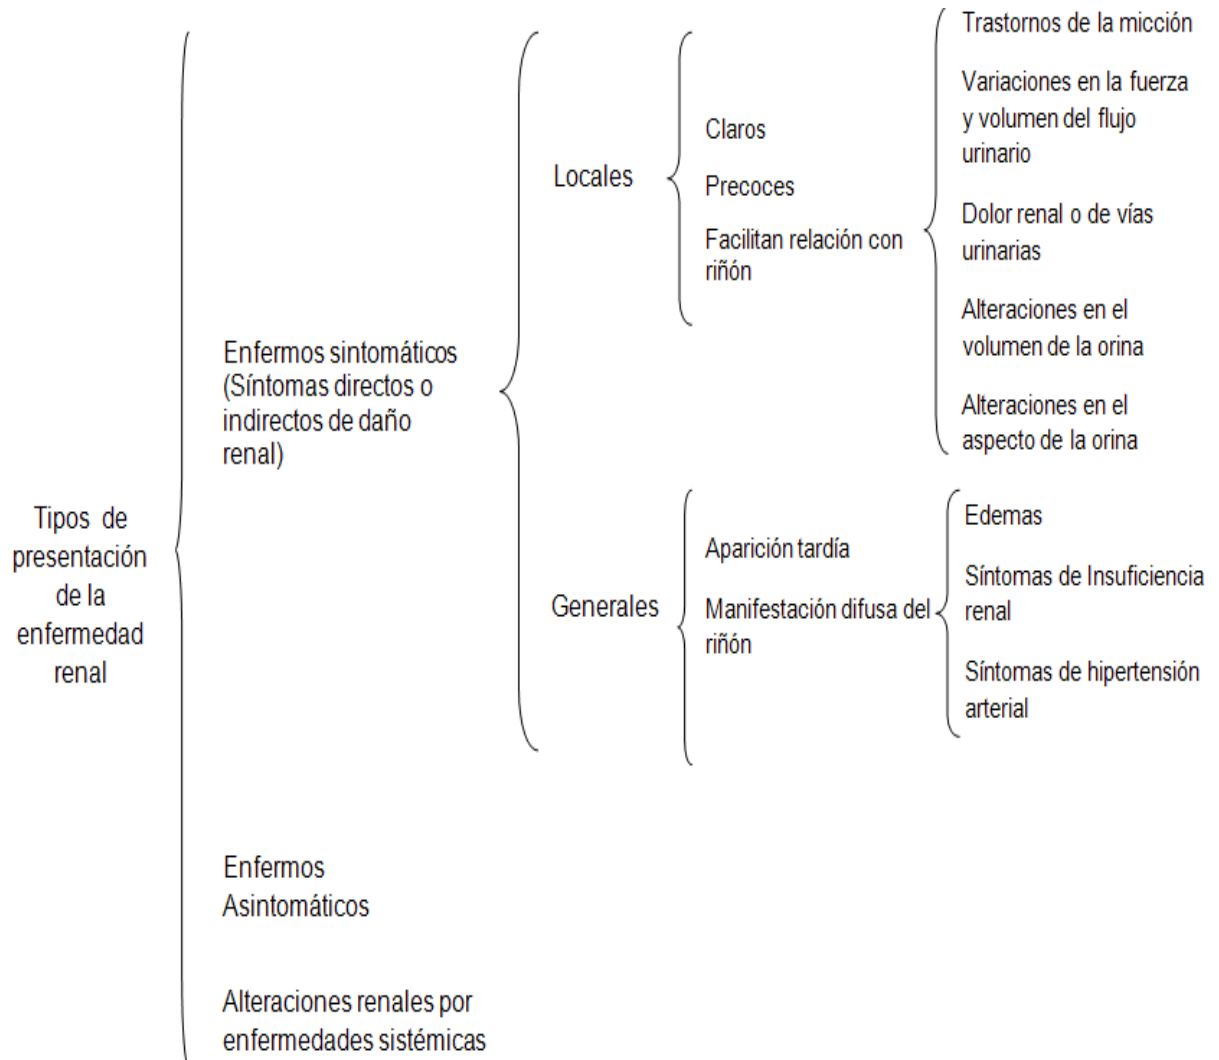 Tipos de
presentación
de la
enfermedad
renal
Enfermos sintomáticos
(Síntomas directos o
indirectos de daño
renal)
Locales
Claros
Precoces
Facilitan relación con
riñón
Trastornos de la micción
Variaciones en la fuerza
y volumen del flujo
urinario
Dolor renal o de vías
urinarias
Alteraciones en el
volumen de la orina
Alteraciones en el
aspecto de la orina
Generales
Aparición tardía
Manifestación difusa del
riñón
Edemas
Síntomas de Insuficiencia
renal
Síntomas de hipertensión
arterial
Enfermos
Asintomáticos
Alteraciones renales por
enfermedades sistémicas